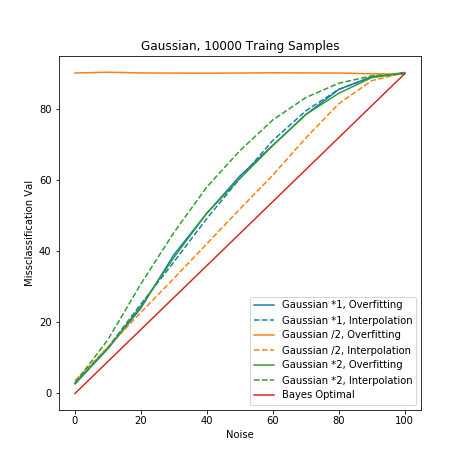 Gaussian, 10000 Traing Samples
Missclassification Val
80
60
40
20
0
Gaussian *1, Overfitting
Gaussian *1, Interpolation
Gaussian /2, Overfitting
Gaussian /2, Interpolation
Gaussian *2, Overfitting
Gaussian *2, Interpolation
Bayes Optimal
0 20 40 60 80 100
Noise